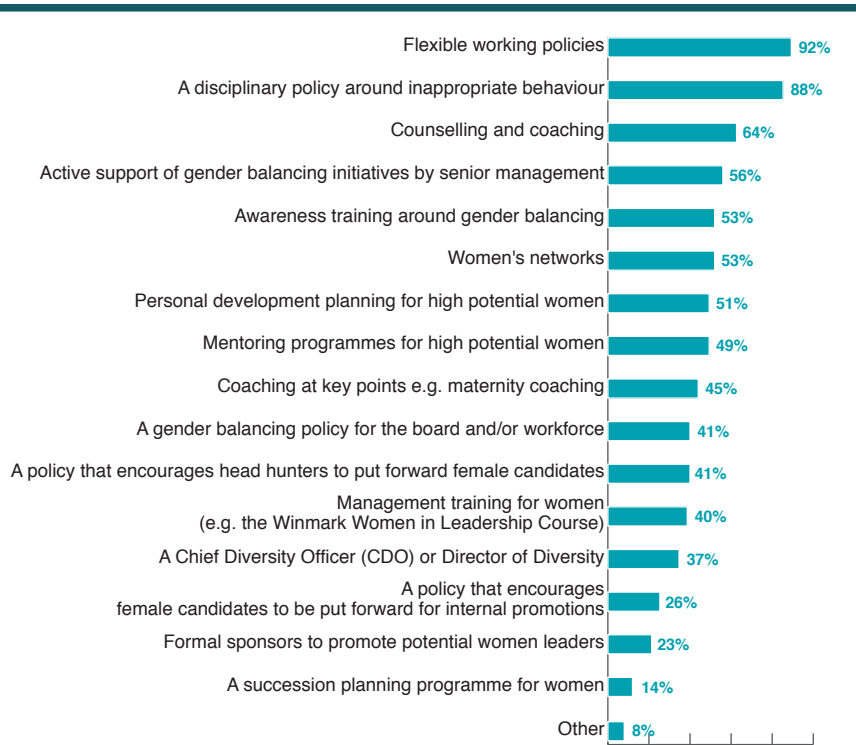 Flexible working policies 92%
A disciplinary policy around inappropriate behaviour 88%
Counselling and coaching 64%
Active support of gender balancing initiatives by senior management 56%
Awareness training around gender balancing 53%
Women's networks 53%
Personal development planning for high potential women 51%
Mentoring programmes for high potential women 49%
Coaching at key points e.g. maternity coaching 45%
A gender balancing policy for the board and/or workforce 41%
A policy that encourages head hunters to put forward female candidates 41%
Management training for women
(e.g. the Winmark Women in Leadership Course) 40%
A Chief Diversity Officer (CDO) or Director of Diversity 37%
A policy that encourages
female candidates to be put forward for internal promotions 26%
Formal sponsors to promote potential women leaders 23%
A succession planning programme for women 14%
Other 8%